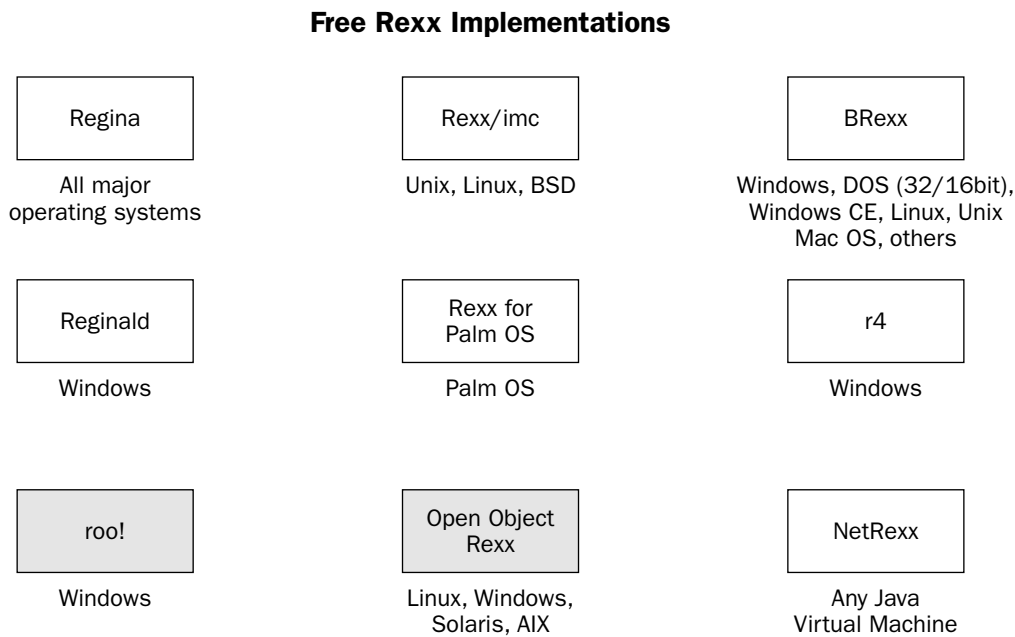 Free Rexx Implementations
Regina
All major
operating systems
Rexx/imc
Unix, Linux, BSD
BRexx
Windows, DOS (32/16bit),
Windows CE, Linux, Unix
Mac OS, others
Reginald
Windows
Rexx for
Palm OS
Palm OS
r4
Windows
roo!
Windows
Open Object
Rexx
Linux, Windows,
Solaris, AIX
NetRexx
Any Java
Virtual Machine